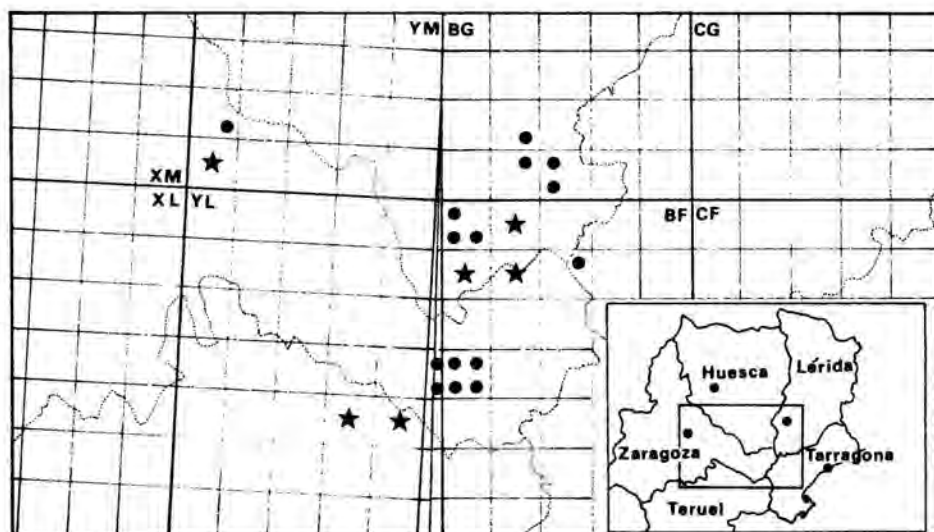 YM BG
CG
XM
XL YL
BF CF
Huesca
Lérida
Zaragoza
Tarragona
Teruel